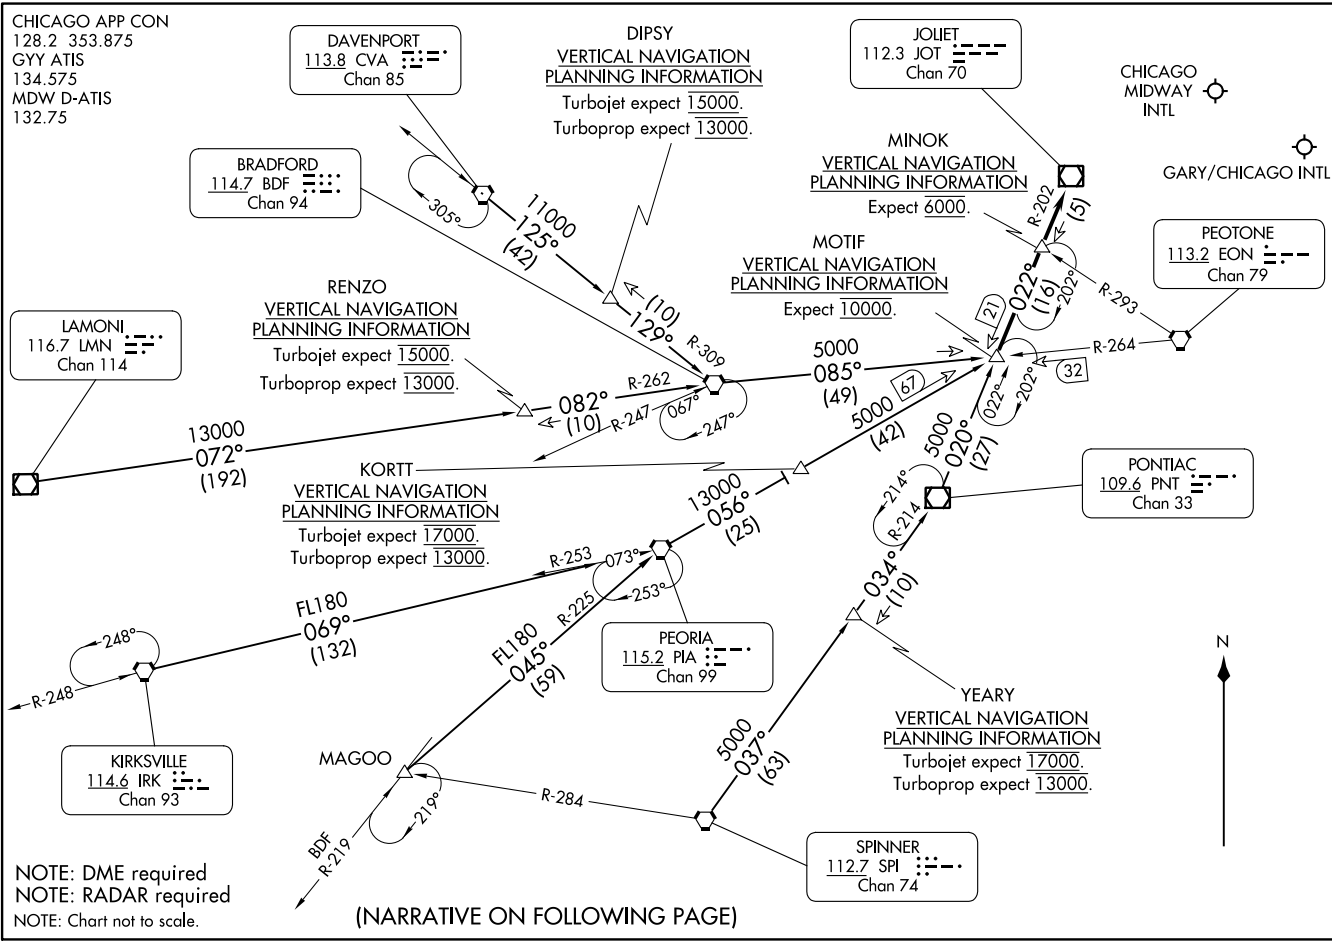 CHICAGO APP CON
128.2 353.875
GYY ATIS
134.575
MDW D-ATIS
132.75
DAVENPORT
113.8 CVA
Chan 85
DIPSY
VERTICAL NAVIGATION
PLANNING INFORMATION
Turbojet expect 15000.
Turboprop expect 13000.
JOLIET
112.3 JOT
Chan 70
CHICAGO
MIDWAY
INTL
GARY/CHICAGO INTL
BRADFORD
114.7 BDF
Chan 94
MINOK
VERTICAL NAVIGATION
PLANNING INFORMATION
Expect 6000.
R-202
(5)
PEOTONE
113.2 EON
Chan 79
305°
11000
125°
(42)
MOTIF
VERTICAL NAVIGATION
PLANNING INFORMATION
Expect 10000.
022°
(16)
202°
R-293
R-264
21
32
RENZO
VERTICAL NAVIGATION
PLANNING INFORMATION
Turbojet expect 15000.
Turboprop expect 13000.
(10)
129°
R-309
LAMONI
116.7 LMN
Chan 114
5000
085°
(49)
67
022°
202°
R-262
082°
(10)
R-247
067°
247°
5000
(42)
5000
020°
(27)
13000
072°
(192)
KORTT
VERTICAL NAVIGATION
PLANNING INFORMATION
Turbojet expect 17000.
Turboprop expect 13000.
13000
056°
(25)
214°
R-214
PONTIAC
109.6 PNT
Chan 33
R-253
073°
253°
R-225
034°
(10)
FL180
069°
(132)
FL180
045°
(59)
PEORIA
115.2 PIA
Chan 99
248°
R-248
N
YEARY
VERTICAL NAVIGATION
PLANNING INFORMATION
Turbojet expect 17000.
Turboprop expect 13000.
KIRKSVILLE
114.6 IRK
Chan 93
MAGOO
5000
037°
(63)
R-284
219°
BDF
R-219
SPINNER
112.7 SPI
Chan 74
NOTE: DME required
NOTE: RADAR required
NOTE: Chart not to scale.
(NARRATIVE ON FOLLOWING PAGE)